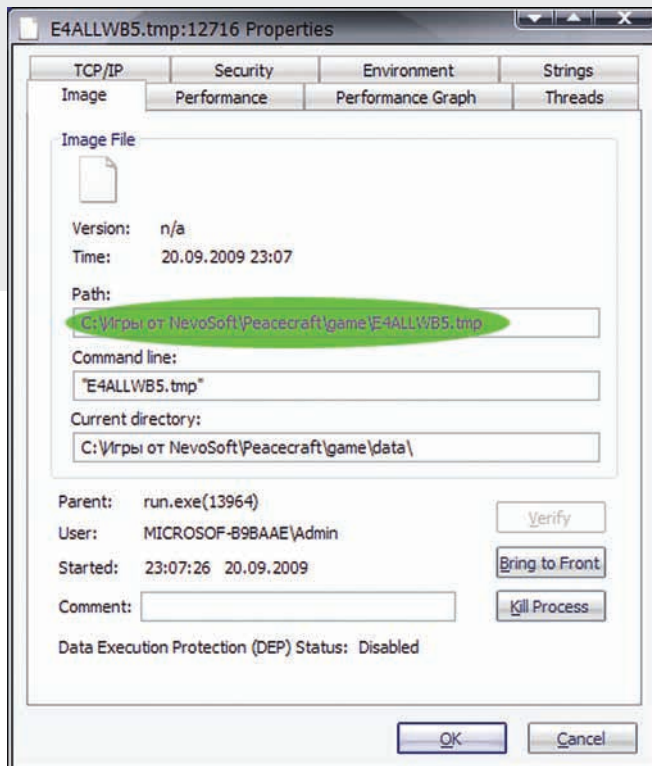 E4ALLWB5.tmp:12716 Properties
TCP/IP Security Environment Strings
Image Performance Performance Graph Threads
Image File
Version: n/a
Time: 20.09.2009 23:07
Path:
C:\Игры от NevoSoft\Peacecraft\game\E4ALLWB5.tmp
Command line:
"E4ALLWB5.tmp"
Current directory:
C:\Игры от NevoSoft\Peacecraft\game\data\
Parent: run.exe(13964)
Verify
User: MICROSOF-B9BAAE\Admin
Started: 23:07:26 20.09.2009
Bring to Front
Comment:
Kill Process
Data Execution Protection (DEP) Status: Disabled
OK Cancel